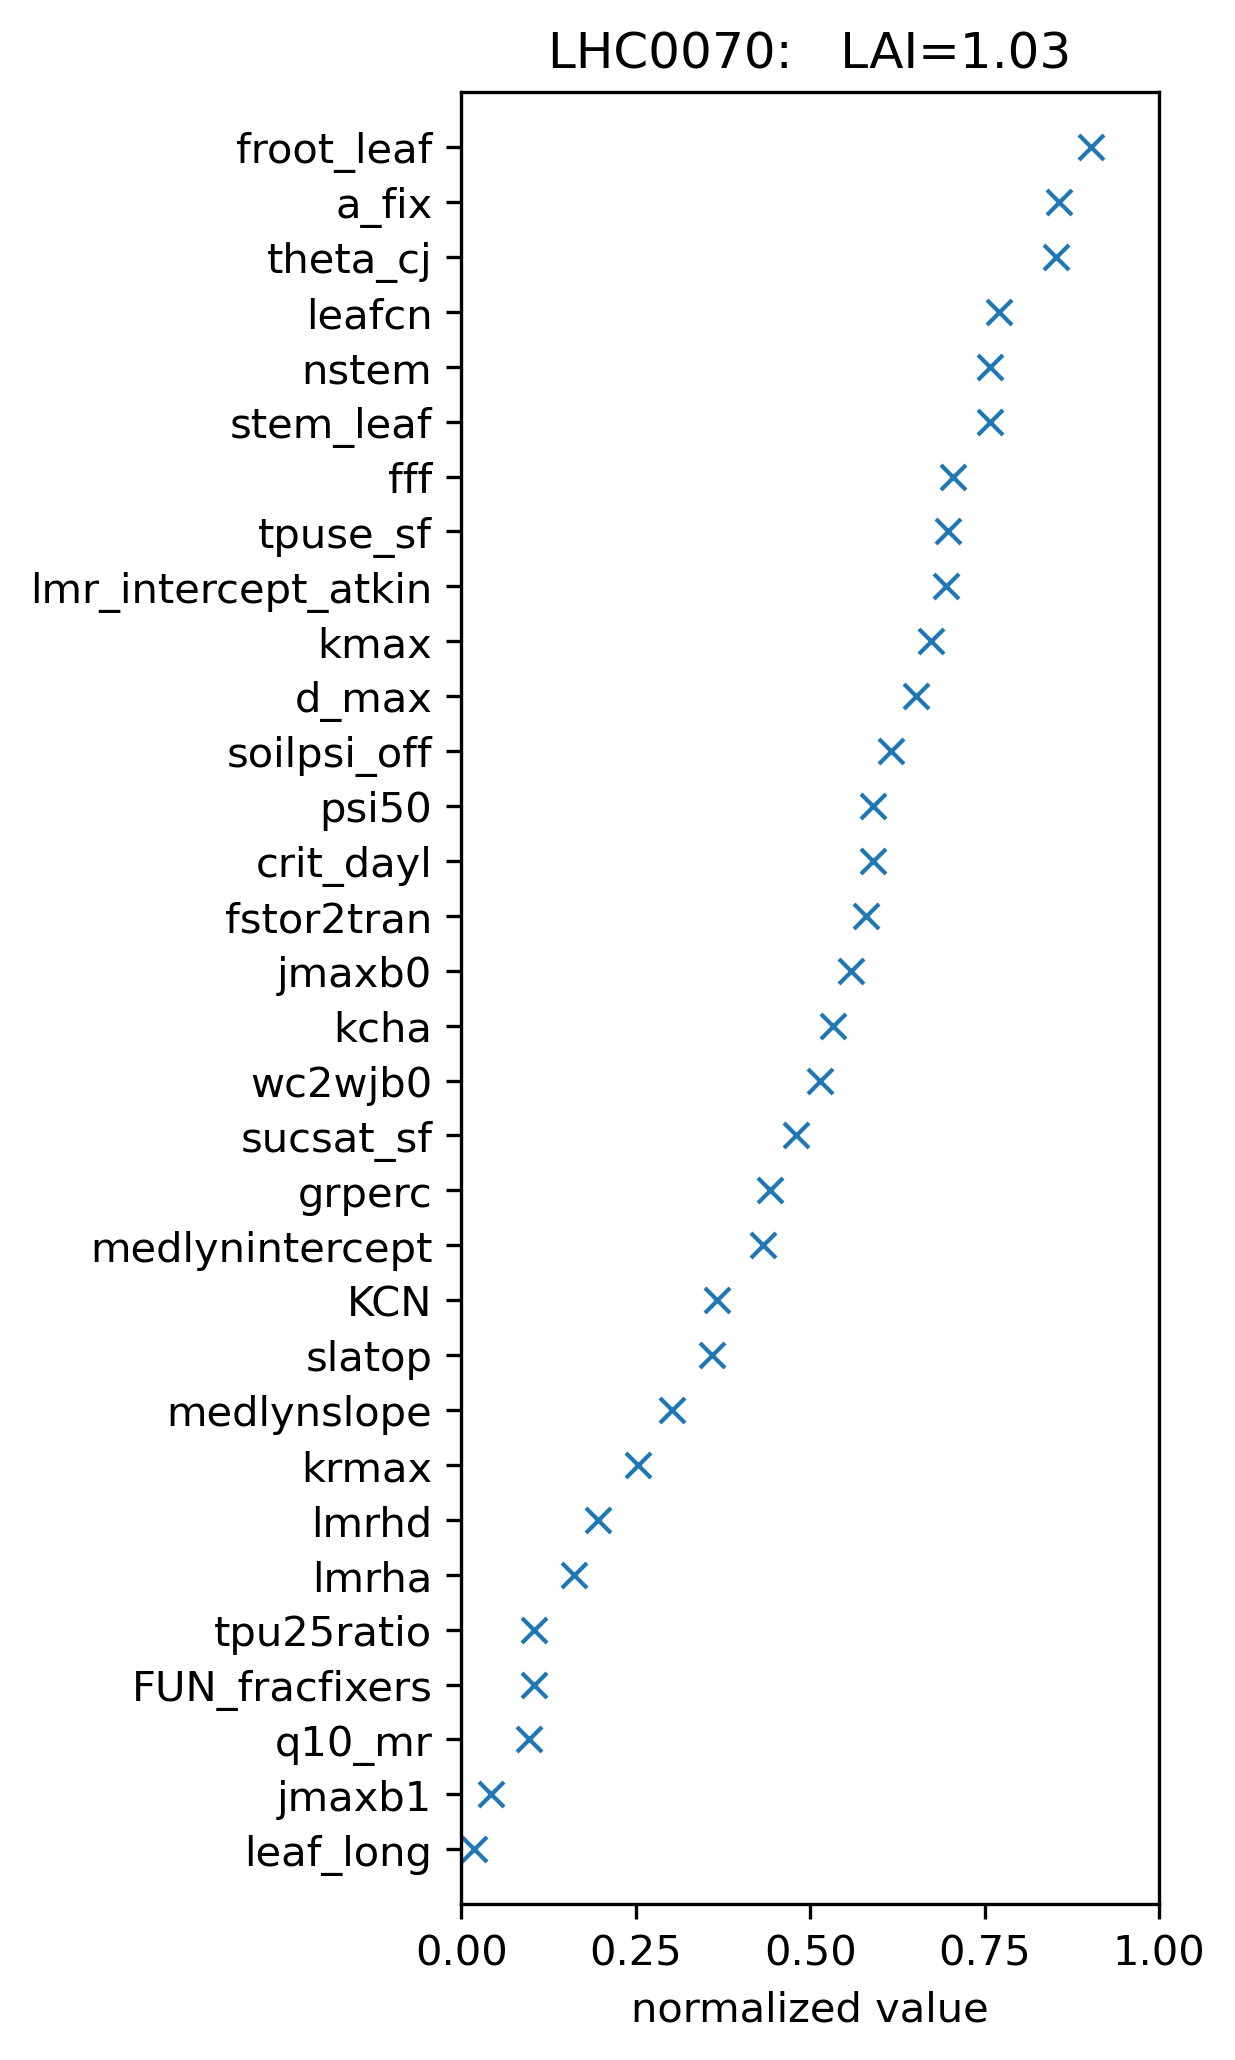 LHC0070:   LAI=1.03
froot_leaf
a_fix
theta_cj
leafcn
nstem
stem_leaf
fff
tpuse_sf
lmr_intercept_atkin
kmax
d_max
soilpsi_off
psi50
crit_dayl
fstor2tran
jmaxb0
kcha
wc2wjb0
sucsat_sf
grperc
medlynintercept
KCN
slatop
medlynslope
krmax
lmrhd
lmrha
tpu25ratio
FUN_fracfixers
q10_mr
jmaxb1
leaf_long
0.00 0.25 0.50 0.75 1.00
normalized value